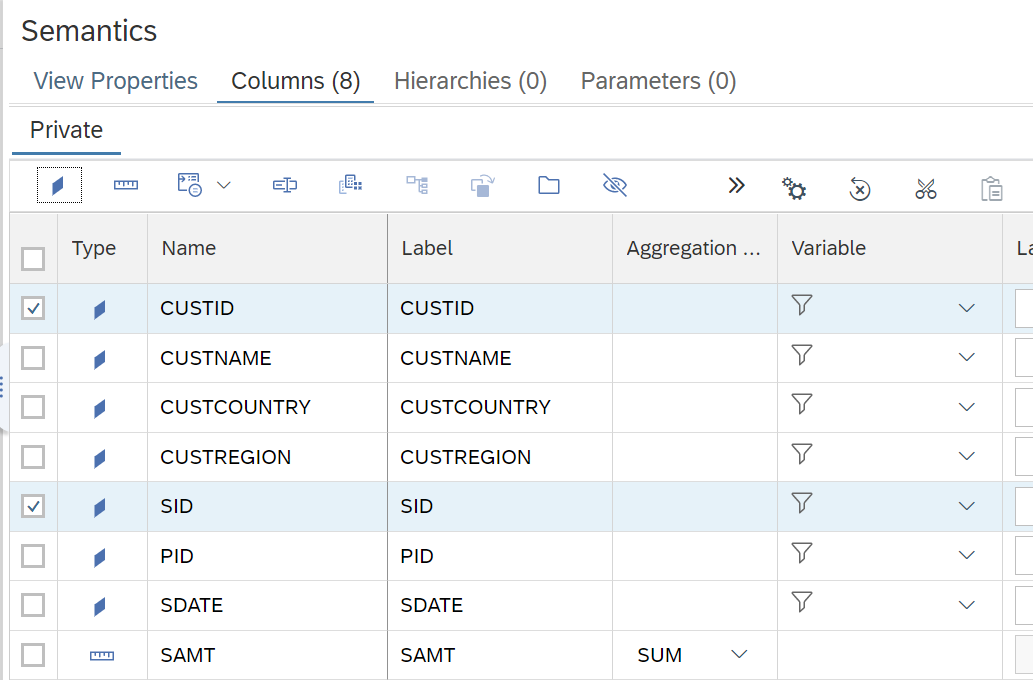 Semantics
View Properties Columns (8) Hierarchies (0) Parameters (0)
Private
Type Name Label Aggregation ... Variable La
CUSTID CUSTID
CUSTNAME CUSTNAME
CUSTCOUNTRY CUSTCOUNTRY
CUSTREGION CUSTREGION
SID SID
PID PID
SDATE SDATE
SAMT SAMT SUM